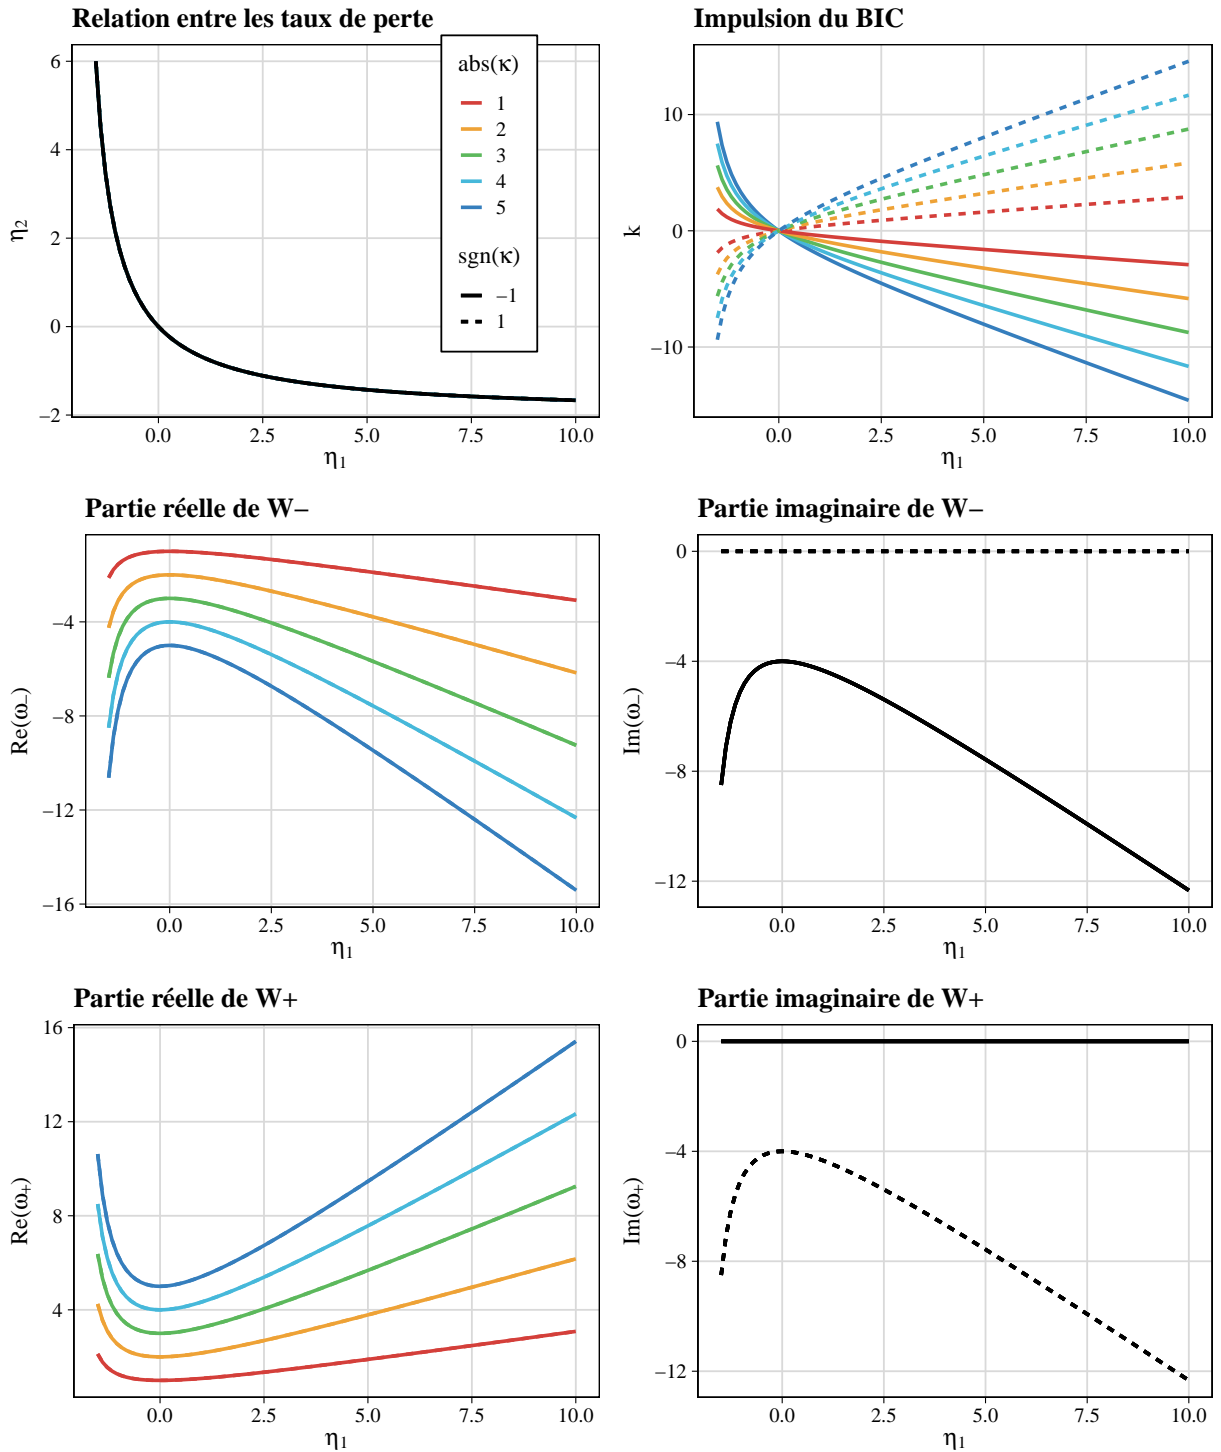 Relation entre les taux de perte
6
4
2
0
−2
η2
0.0 2.5 5.0 7.5 10.0
η1
abs(κ)
1
2
3
4
5
sgn(κ)
−1
1
Impulsion du BIC
10
0
−10
k
0.0 2.5 5.0 7.5 10.0
η1
Partie réelle de W−
−4
−8
−12
−16
Re(ω−)
0.0 2.5 5.0 7.5 10.0
η1
Partie imaginaire de W−
0
−4
−8
−12
Im(ω−)
0.0 2.5 5.0 7.5 10.0
η1
Partie réelle de W+
16
12
8
4
Re(ω+)
0.0 2.5 5.0 7.5 10.0
η1
Partie imaginaire de W+
0
−4
−8
−12
Im(ω+)
0.0 2.5 5.0 7.5 10.0
η1